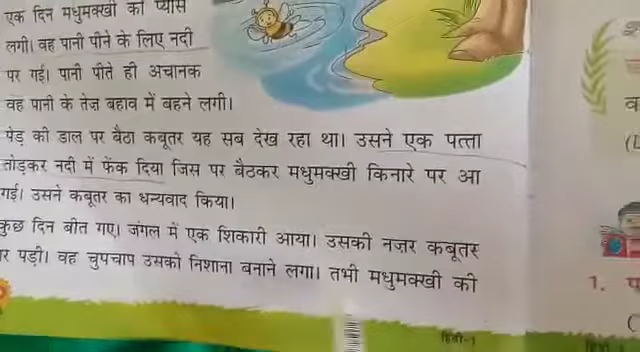 एक दिन मधुमक्खी को प्यास
लगी। वह पानी पीने के लिए नदी
पर गई। पानी पीते ही अचानक
वह पानी के तेज़ बहाव में बहने लगी।
पेड़ की डाल पर बैठा कबूतर यह सब देख रहा था। उसने एक पत्ता
तोड़कर नदी में फेंक दिया जिस पर बैठकर मधुमक्खी किनारे पर आ
गई। उसने कबूतर का धन्यवाद किया।
कुछ दिन बीत गए। जंगल में एक शिकारी आया। उसकी नज़र कबूतर
पर पड़ी। वह चुपचाप उसको निशाना बनाने लगा। तभी मधुमक्खी की
हिंदी-1
1.